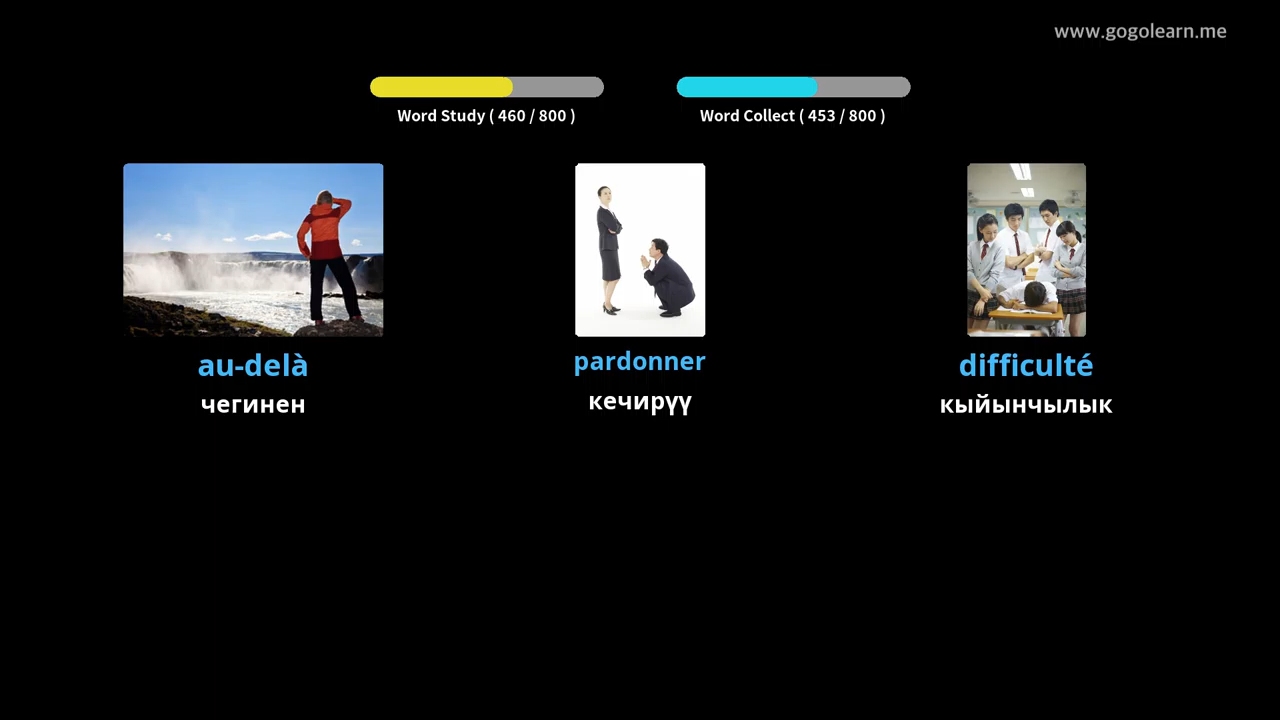 www.gogolearn.me
Word Study ( 460 / 800 )
Word Collect ( 453 / 800 )
au-delà
чегинен
pardonner
кечирүү
difficulté
кыйынчылык